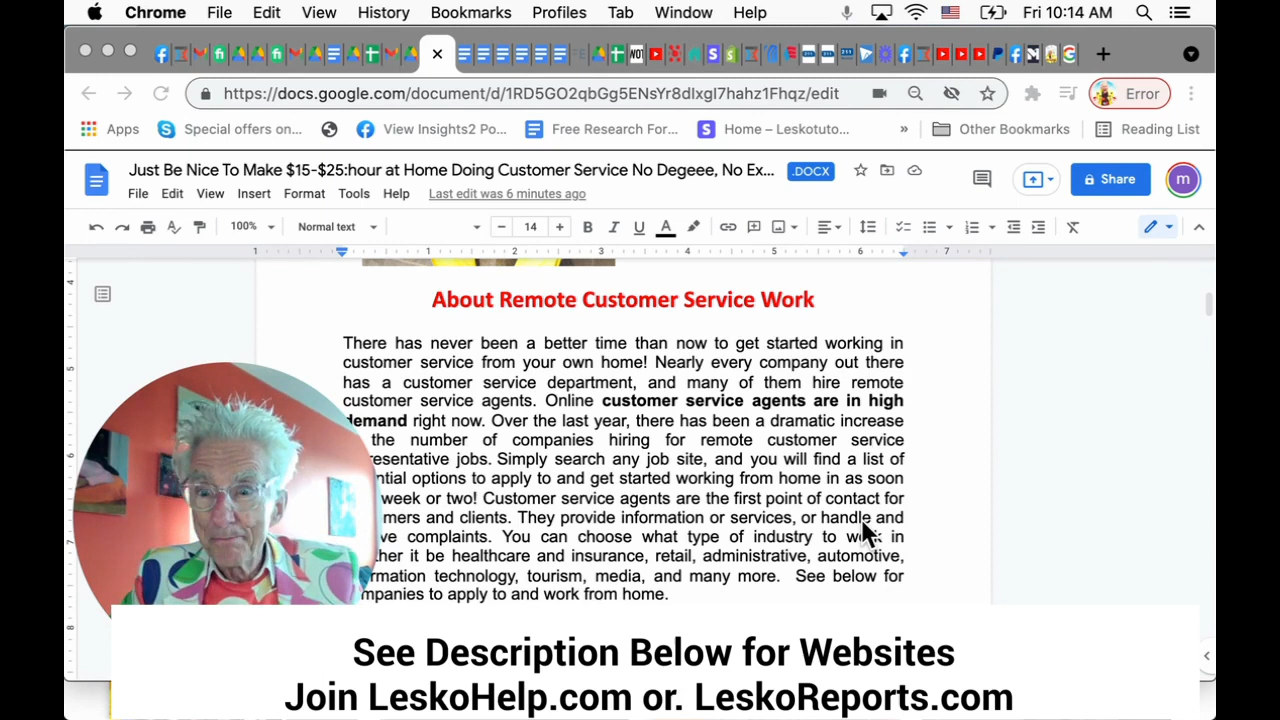 Chrome File Edit View History Bookmarks Profiles Tab Window Help Fri 10:14 AM
https://docs.google.com/document/d/1RD5GO2qbGg5ENsYr8dlxgl7hahz1Fhqz/edit Error
Apps Special offers on... View Insights2 Po... Free Research For... Home – Leskotuto... » Other Bookmarks Reading List
Just Be Nice To Make $15-$25:hour at Home Doing Customer Service No Degeee, No Ex... .DOCX
File Edit View Insert Format Tools Help Last edit was 6 minutes ago
Share m
100% Normal text 14 B I U A
1 1 2 3 4 5 6 7
About Remote Customer Service Work
There has never been a better time than now to get started working in
customer service from your own home! Nearly every company out there
has a customer service department, and many of them hire remote
customer service agents. Online customer service agents are in high
demand right now. Over the last year, there has been a dramatic increase
the number of companies hiring for remote customer service
resentative jobs. Simply search any job site, and you will find a list of
ntial options to apply to and get started working from home in as soon
week or two! Customer service agents are the first point of contact for
mers and clients. They provide information or services, or handle and
ve complaints. You can choose what type of industry to work in
ther it be healthcare and insurance, retail, administrative, automotive,
rmation technology, tourism, media, and many more. See below for
mpanies to apply to and work from home.
See Description Below for Websites
Join LeskoHelp.com or. LeskoReports.com